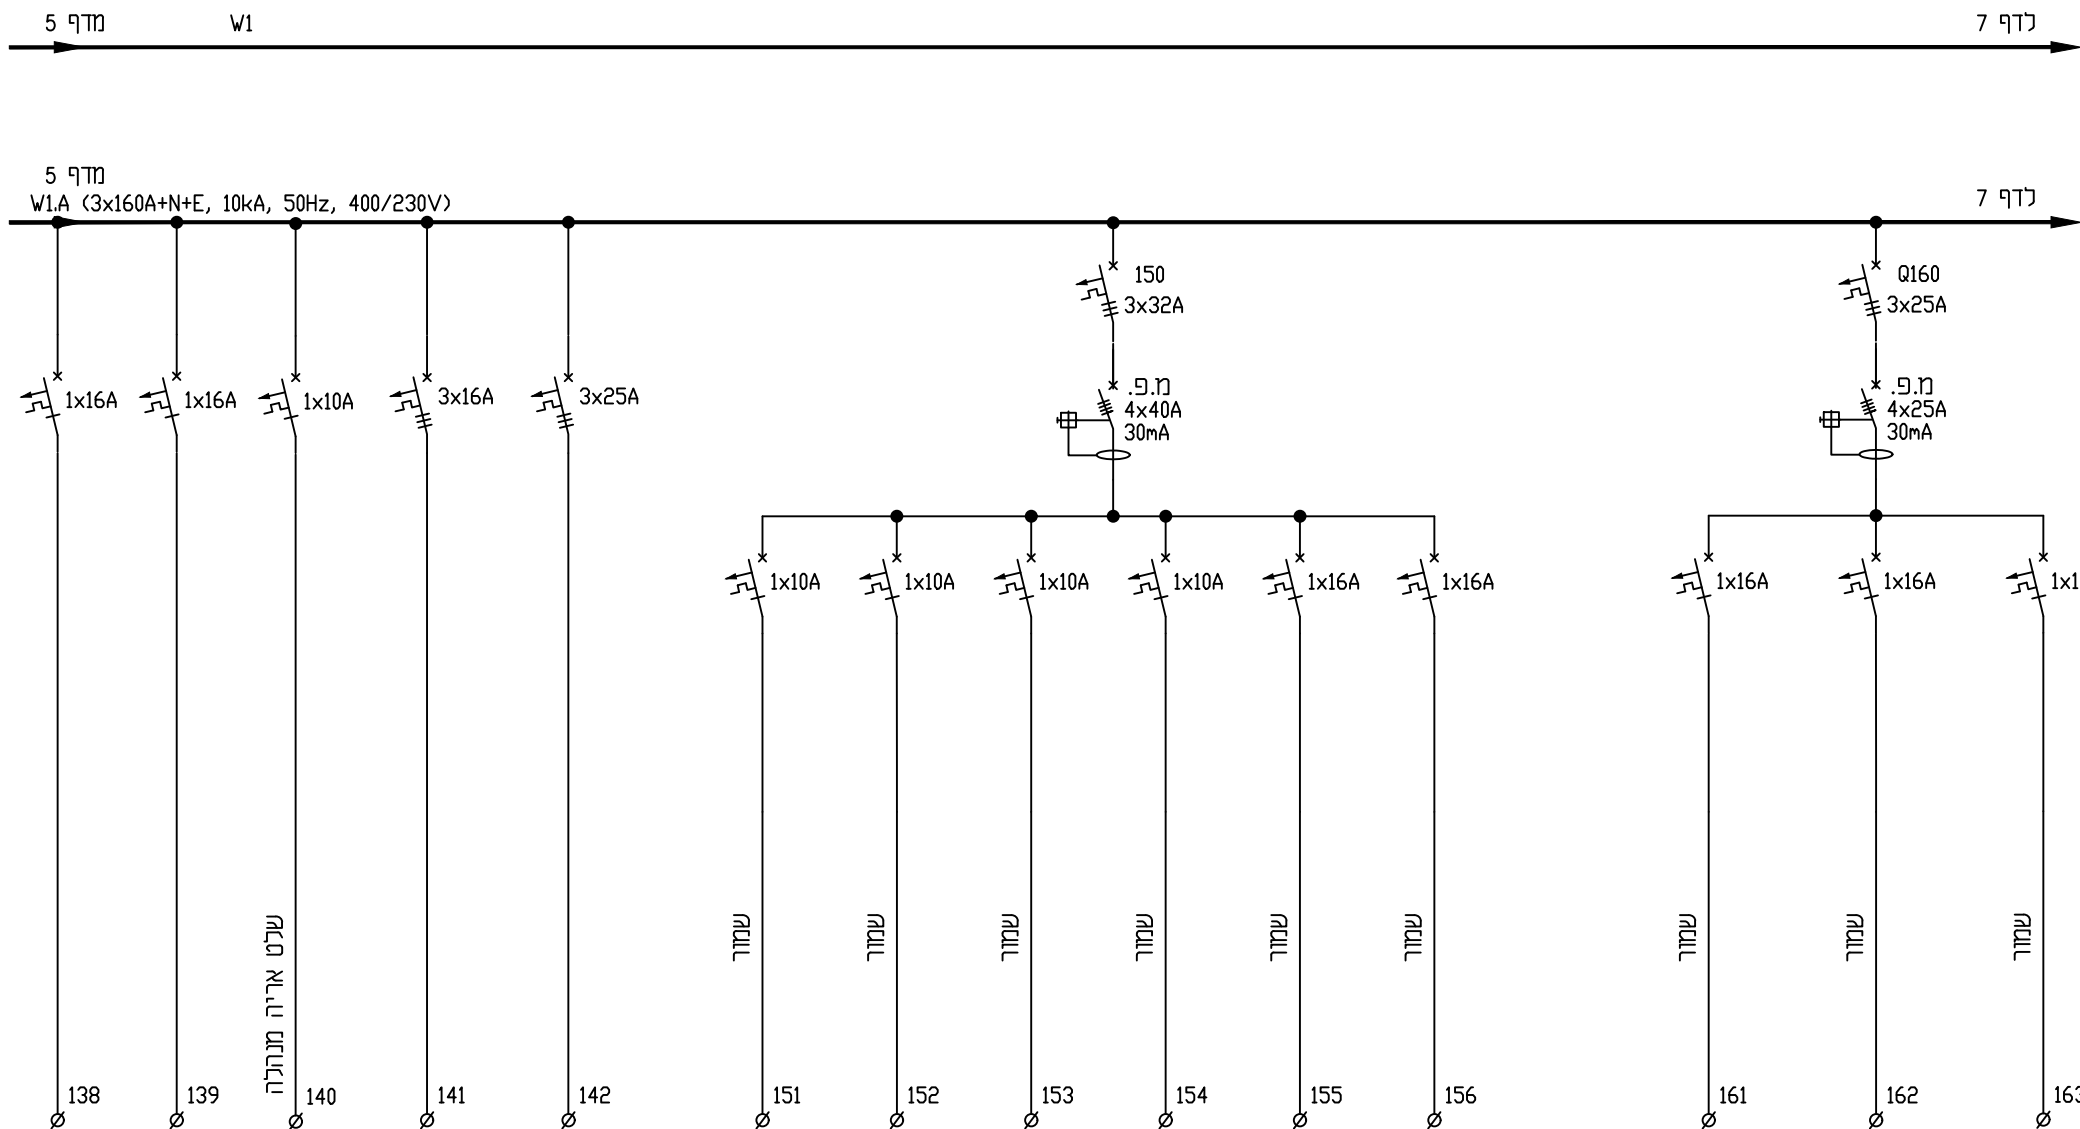 מדף 5
W1
לדף 7
מדף 5
W1.A (3x160A+N+E, 10kA, 50Hz, 400/230V)
לדף 7
150
3x32A
Q160
3x25A
1x16A
1x16A
1x10A
3x16A
3x25A
מ.פ.
4x40A
30mA
מ.פ.
4x25A
30mA
1x10A
1x10A
1x10A
1x10A
1x16A
1x16A
1x16A
1x16A
1x1
שלט אריה מנהלה
שמור
שמור
שמור
שמור
שמור
שמור
שמור
שמור
שמור
138
139
140
141
142
151
152
153
154
155
156
161
162
163